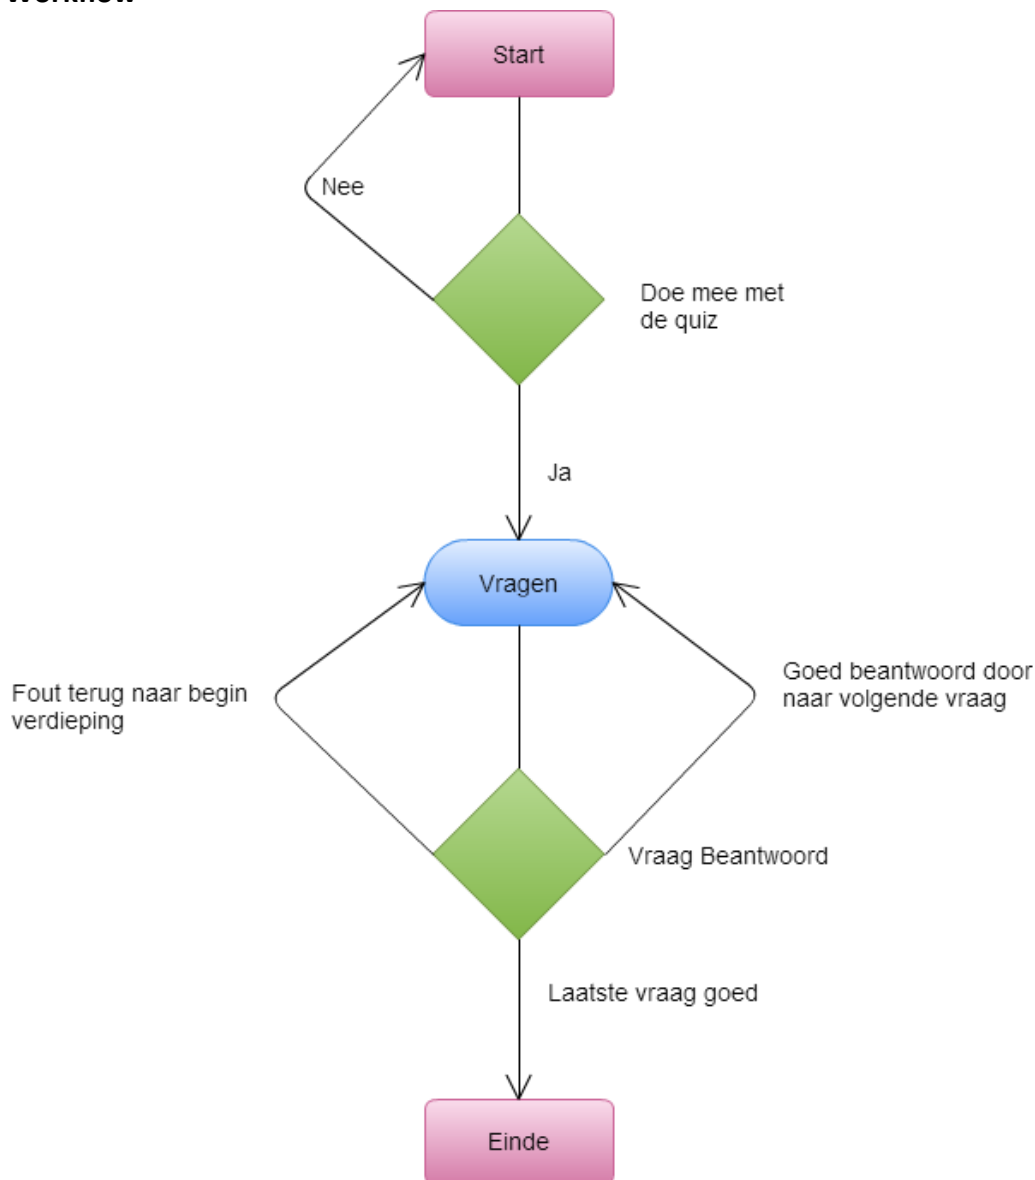 Workflow
Start
Nee
Doe mee met
de quiz
Ja
Vragen
Fout terug naar begin
verdieping
Goed beantwoord door
naar volgende vraag
Vraag Beantwoord
Laatste vraag goed
Einde